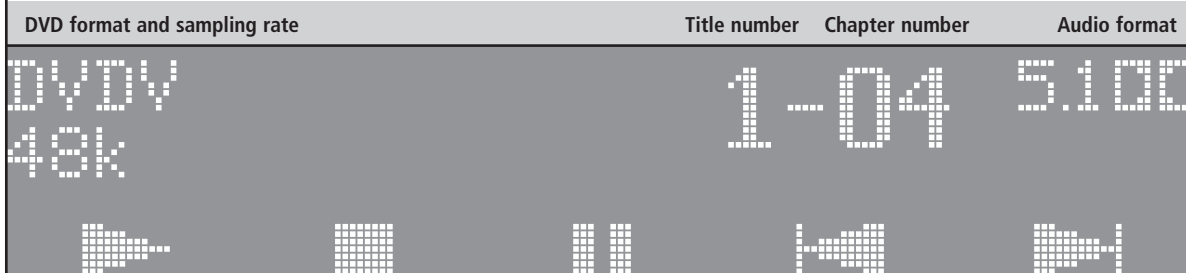 DVD format and sampling rate Title number Chapter number Audio format
DVDV 1-04 5.1DD
48k